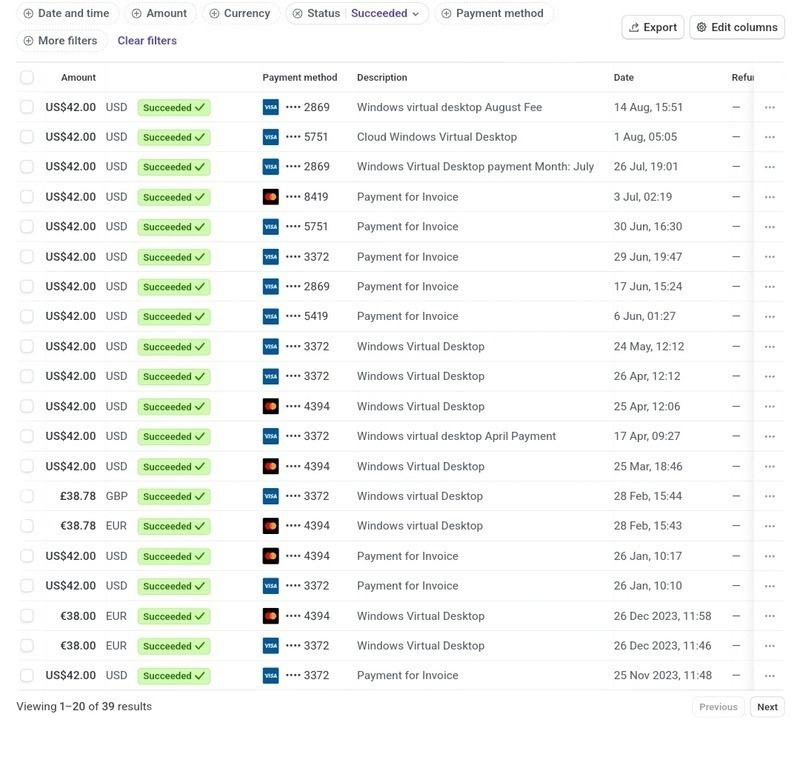 Date and time Amount Currency Status Succeeded Payment method
More filters Clear filters Export Edit columns
Amount Payment method Description Date
US$42.00 USD Succeeded VISA •••• 2869 Windows virtual desktop August Fee 14 Aug, 15:51 —
US$42.00 USD Succeeded VISA •••• 5751 Cloud Windows Virtual Desktop 1 Aug, 05:05 —
US$42.00 USD Succeeded VISA •••• 2869 Windows Virtual Desktop payment Month: July 26 Jul, 19:01 —
US$42.00 USD Succeeded •••• 8419 Payment for Invoice 3 Jul, 02:19 —
US$42.00 USD Succeeded VISA •••• 5751 Payment for Invoice 30 Jun, 16:30 —
US$42.00 USD Succeeded VISA •••• 3372 Payment for Invoice 29 Jun, 19:47 —
US$42.00 USD Succeeded VISA •••• 2869 Payment for Invoice 17 Jun, 15:24 —
US$42.00 USD Succeeded VISA •••• 5419 Payment for Invoice 6 Jun, 01:27 —
US$42.00 USD Succeeded VISA •••• 3372 Windows Virtual Desktop 24 May, 12:12 —
US$42.00 USD Succeeded VISA •••• 3372 Windows Virtual Desktop 26 Apr, 12:12 —
US$42.00 USD Succeeded •••• 4394 Windows Virtual Desktop 25 Apr, 12:06 —
US$42.00 USD Succeeded VISA •••• 3372 Windows virtual desktop April Payment 17 Apr, 09:27 —
US$42.00 USD Succeeded •••• 4394 Windows Virtual Desktop 25 Mar, 18:46 —
£38.78 GBP Succeeded VISA •••• 3372 Windows virtual Desktop 28 Feb, 15:44 —
€38.78 EUR Succeeded •••• 4394 Windows virtual Desktop 28 Feb, 15:43 —
US$42.00 USD Succeeded •••• 4394 Payment for Invoice 26 Jan, 10:17 —
US$42.00 USD Succeeded VISA •••• 3372 Payment for Invoice 26 Jan, 10:10 —
€38.00 EUR Succeeded •••• 4394 Windows Virtual Desktop 26 Dec 2023, 11:58 —
€38.00 EUR Succeeded VISA •••• 3372 Windows Virtual Desktop 26 Dec 2023, 11:46 —
US$42.00 USD Succeeded VISA •••• 3372 Payment for Invoice 25 Nov 2023, 11:48 —
Viewing 1–20 of 39 results Previous Next